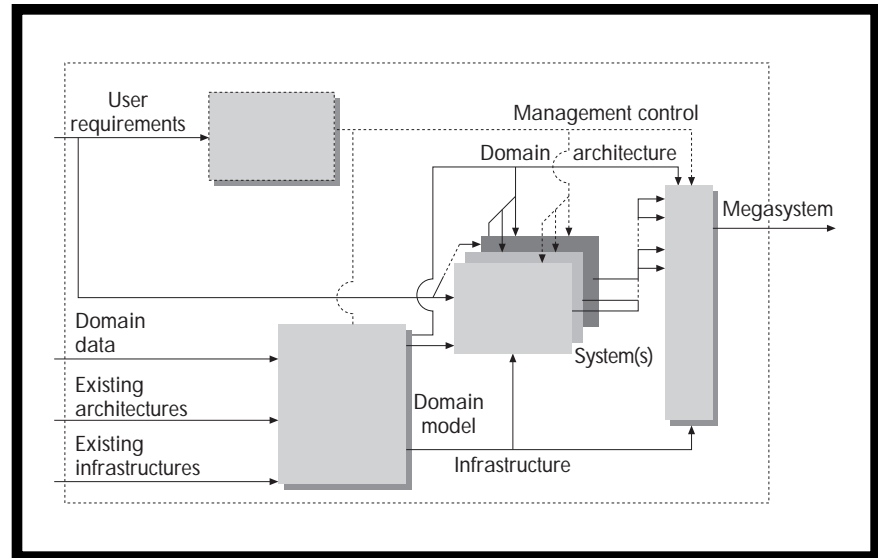 User
requirements
Management control
Domain architecture
Megasystem
Domain
data
System(s)
Existing
architectures
Domain
model
Existing
infrastructures
Infrastructure